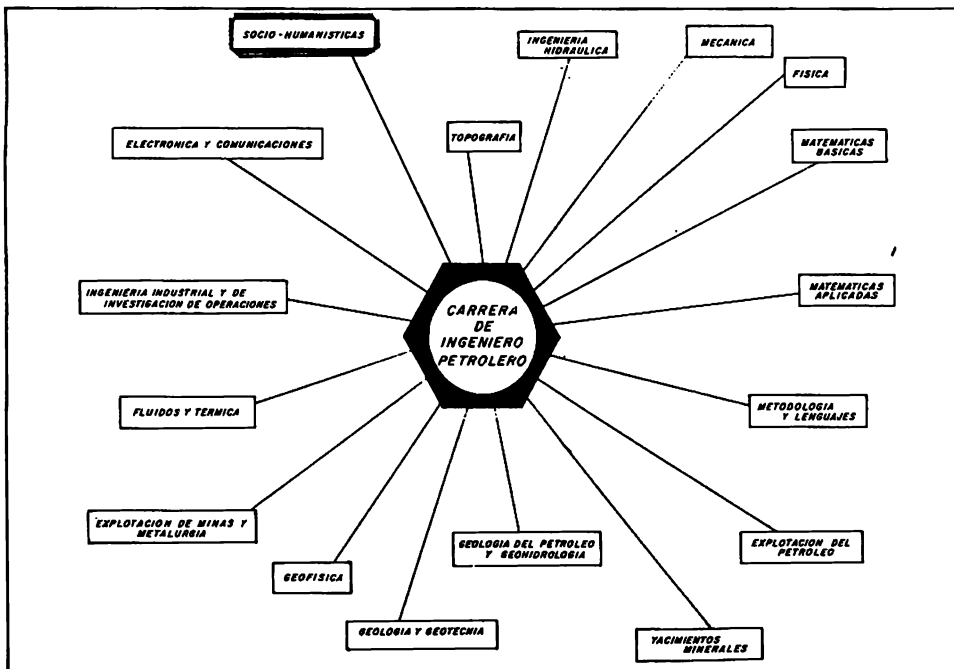 SOCIO-HUMANISTICAS
INGENIERIA
HIDRAULICA
MECANICA
FISICA
ELECTRONICA Y COMUNICACIONES
TOPOGRAFIA
MATEMATICAS
BASICAS
INGENIERIA INDUSTRIAL Y DE
INVESTIGACION DE OPERACIONES
CARRERA
DE
INGENIERO
PETROLERO
MATEMATICAS
APLICADAS
FLUIDOS Y TERMICA
METODOLOGIA
Y LENGUAJES
EXPLOTACION DE MINAS Y
METALURGIA
GEOLOGIA DEL PETROLEO
Y GEOHIDROLOGIA
EXPLOTACION DEL
PETROLEO
GEOFISICA
GEOLOGIA Y GEOTECNIA
YACIMIENTOS
MINERALES